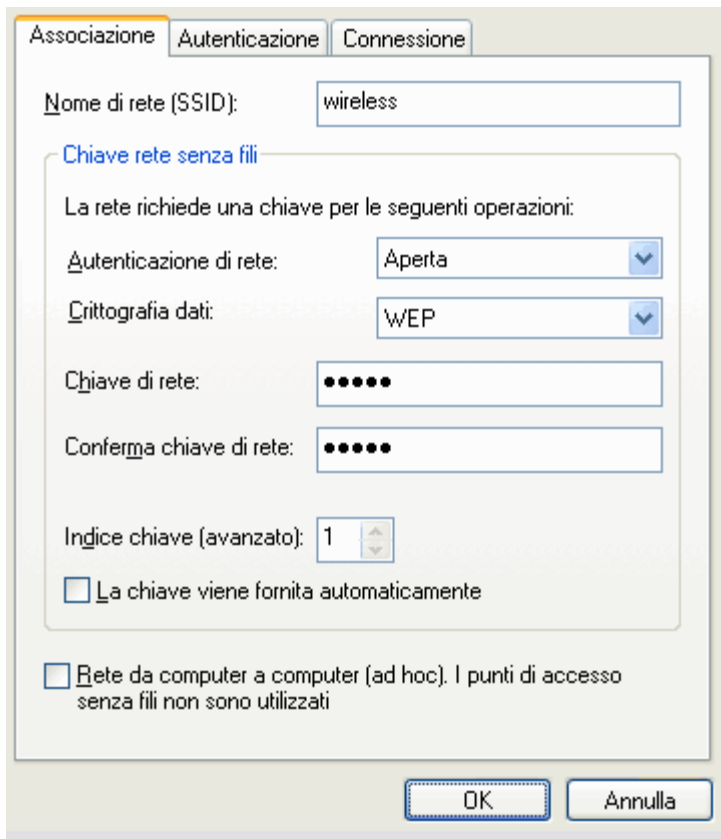 Associazione Autenticazione Connessione
Nome di rete (SSID): wireless
Chiave rete senza fili
La rete richiede una chiave per le seguenti operazioni:
Autenticazione di rete: Aperta
Crittografia dati: WEP
Chiave di rete: •••••
Conferma chiave di rete: •••••
Indice chiave (avanzato): 1
La chiave viene fornita automaticamente
Rete da computer a computer (ad hoc). I punti di accesso
senza fili non sono utilizzati
OK Annulla